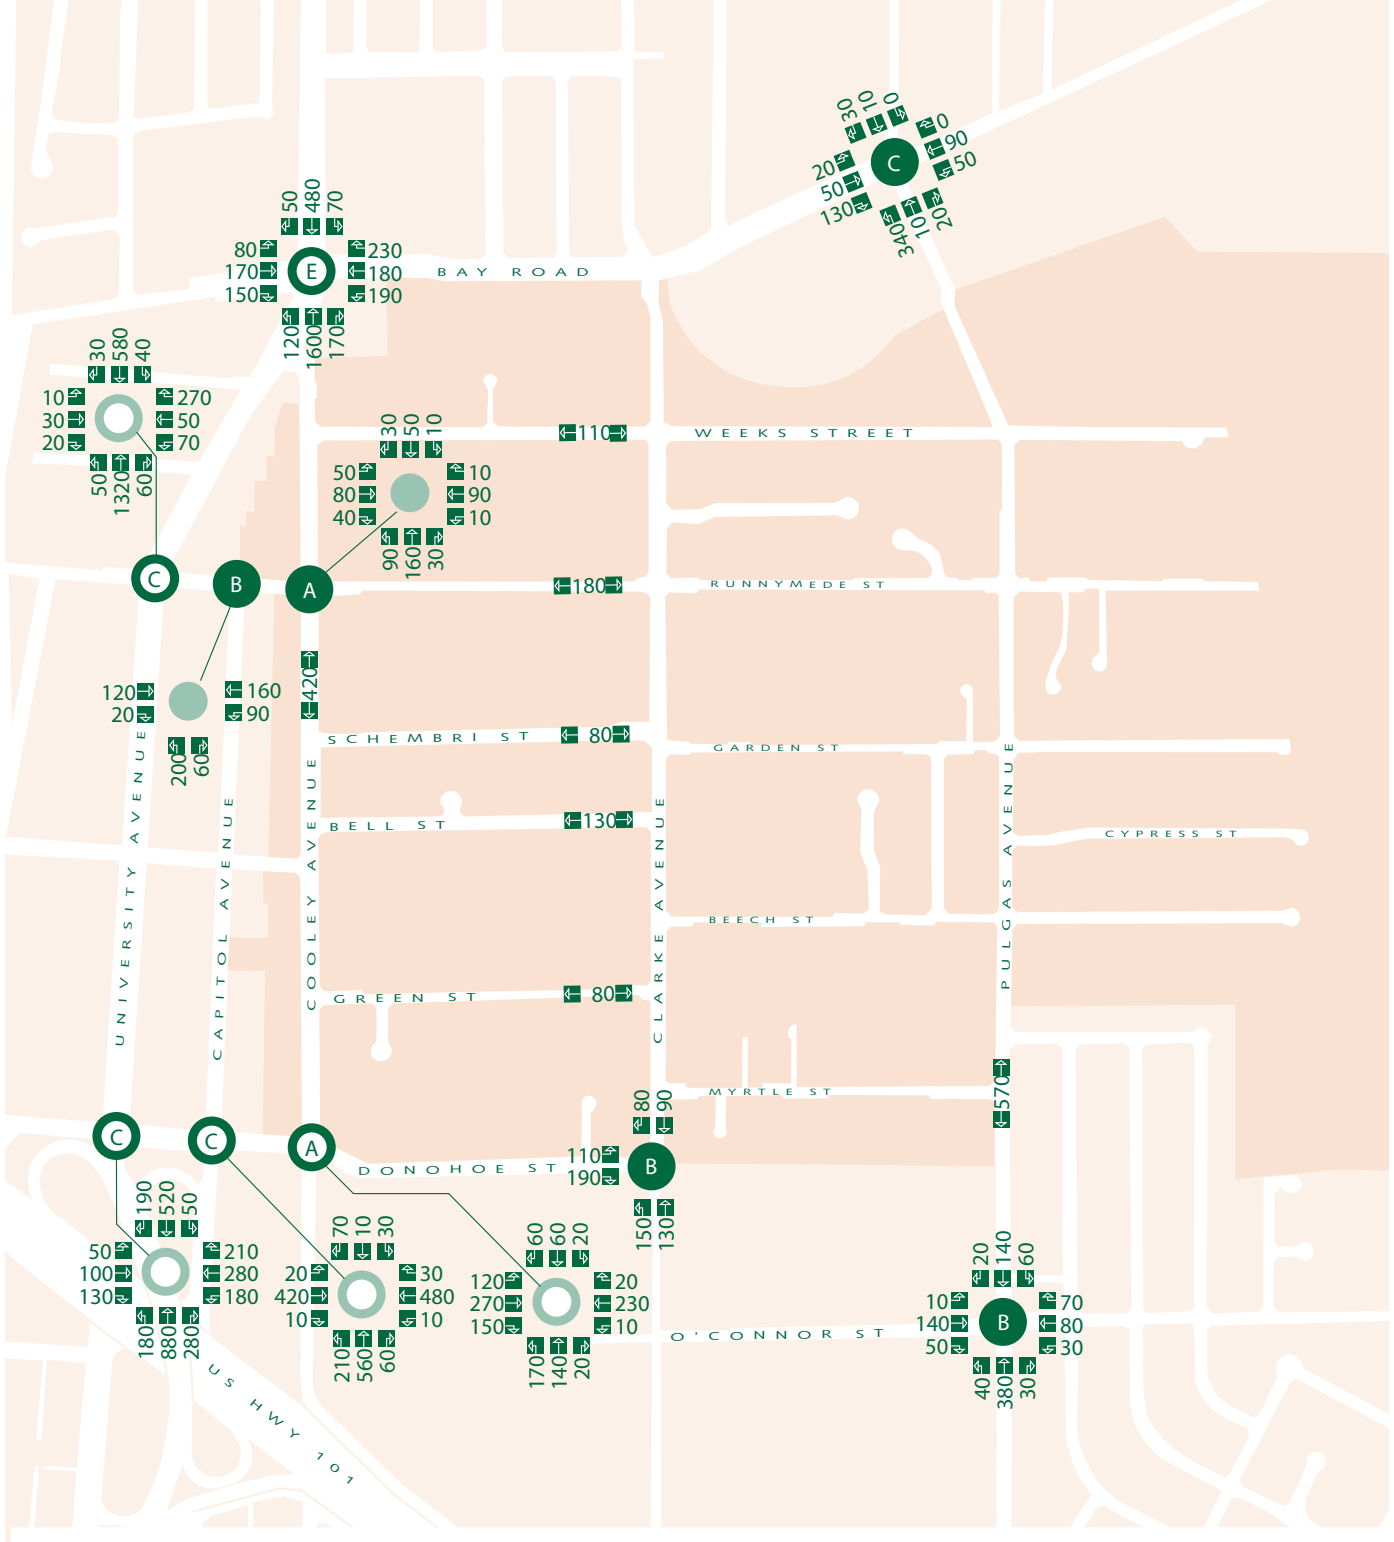 30 10 0
0
90
50
20
50
130
C
340 10 20
50 480 70
80
170
150
E
230
180
190
120 1600 170
BAY ROAD
30 580 40
10
30
20
270
50
70
50 1320 60
110
WEEKS STREET
30 50 10
50
80
40
10
90
10
90 160 30
C
B
A
180
RUNNYMEDE ST
120
20
160
90
200 60
420
SCHEMBRI ST
80
GARDEN ST
BELL ST
130
CYPRESS ST
UNIVERSITY AVENUE
CAPITOL AVENUE
COOLEY AVENUE
CLARKE AVENUE
PULGAS AVENUE
BEECH ST
GREEN ST
80
MYRTLE ST
570
80 90
110
190
B
150 130
C
C
A
DONOHOE ST
190 520 50
50
100
130
210
280
180
180 880 280
70 10 30
20
420
10
30
480
10
210 560 60
60 60 20
120
270
150
20
230
10
170 140 20
O'CONNOR ST
20 140 60
10
140
50
B
70
80
30
40 380 30
US HWY 101